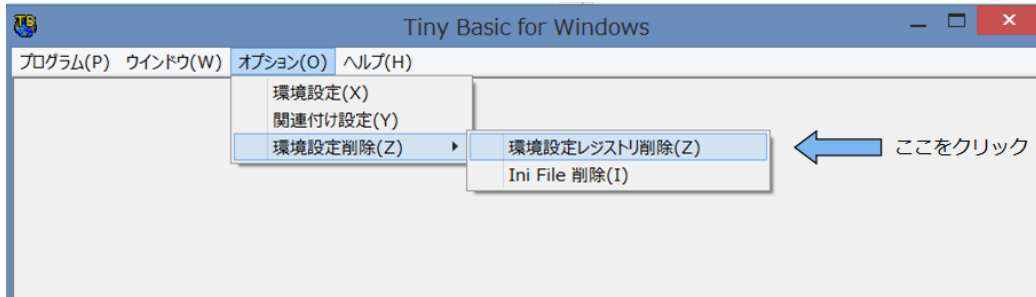 Tiny Basic for Windows
プログラム(P) ウインドウ(W) オプション(O) ヘルプ(H)
環境設定(X)
関連付け設定(Y)
環境設定削除(Z)
環境設定レジストリ削除(Z)
ここをクリック
Ini File 削除(I)